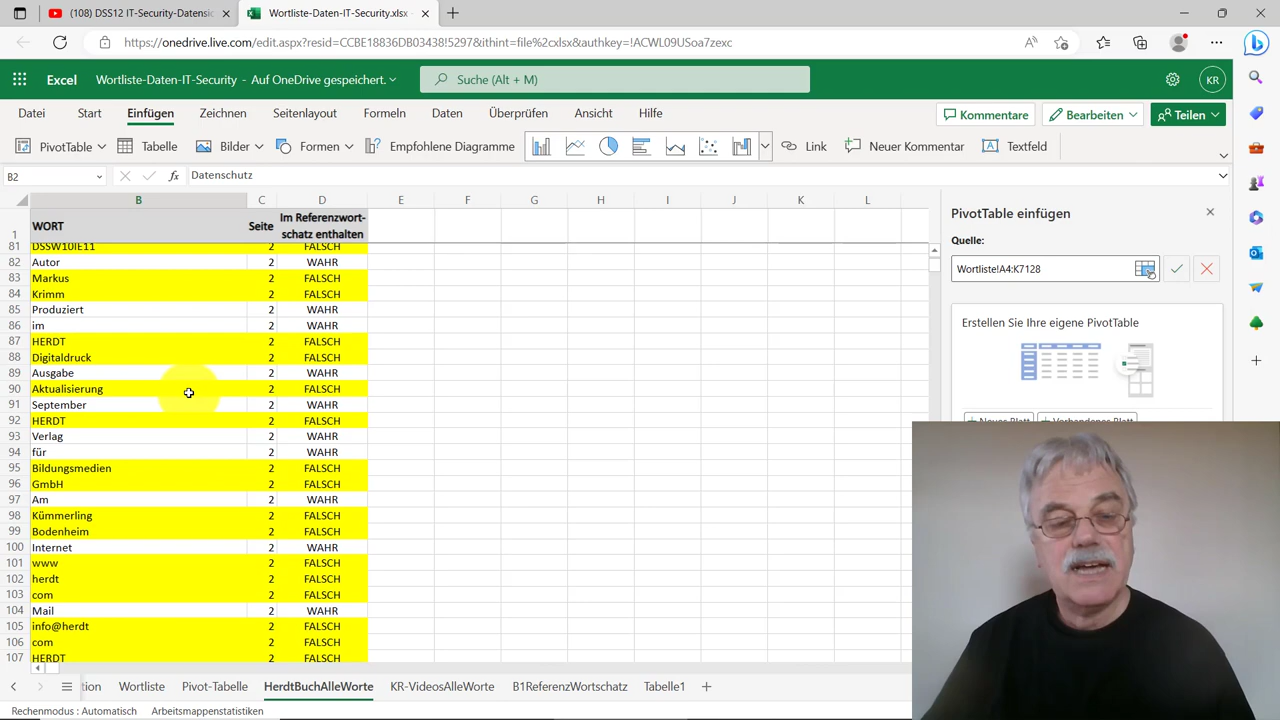 (108) DSS12 IT-Security-Datensic
Wortliste-Daten-IT-Security.xlsx
https://onedrive.live.com/edit.aspx?resid=CCBE18836DB03438!5297&ithint=file%2cxlsx&authkey=!ACWL09USoa7zexc
Excel Wortliste-Daten-IT-Security - Auf OneDrive gespeichert. Suche (Alt + M) KR
Datei Start Einfügen Seitenlayout Formeln Daten Überprüfen Ansicht Hilfe Kommentare Bearbeiten Teilen
PivotTable Tabelle Bilder Formen Empfohlene Diagramme Link Neuer Kommentar Textfeld
B2 fx Datenschutz
B C D E F G H I J K L
1 WORT Seite Im Referenzwort-
schatz enthalten
81 DSSW10IE11 2 FALSCH
82 Autor 2 WAHR
83 Markus 2 FALSCH
84 Krimm 2 FALSCH
85 Produziert 2 WAHR
86 im 2 WAHR
87 HERDT 2 FALSCH
88 Digitaldruck 2 FALSCH
89 Ausgabe 2 WAHR
90 Aktualisierung 2 FALSCH
91 September 2 WAHR
92 HERDT 2 FALSCH
93 Verlag 2 WAHR
94 für 2 WAHR
95 Bildungsmedien 2 FALSCH
96 GmbH 2 FALSCH
97 Am 2 WAHR
98 Kümmerling 2 FALSCH
99 Bodenheim 2 FALSCH
100 Internet 2 WAHR
101 www 2 FALSCH
102 herdt 2 FALSCH
103 com 2 FALSCH
104 Mail 2 WAHR
105 info@herdt 2 FALSCH
106 com 2 FALSCH
107 HERDT 2 FALSCH
PivotTable einfügen
Quelle:
Wortliste!A4:K7128
Erstellen Sie Ihre eigene PivotTable
+ Neues Blatt + Vorhandenes Blatt
tion Wortliste Pivot-Tabelle HerdtBuchAlleWorte KR-VideosAlleWorte B1ReferenzWortschatz Tabelle1
Rechenmodus : Automatisch Arbeitsmappenstatistiken